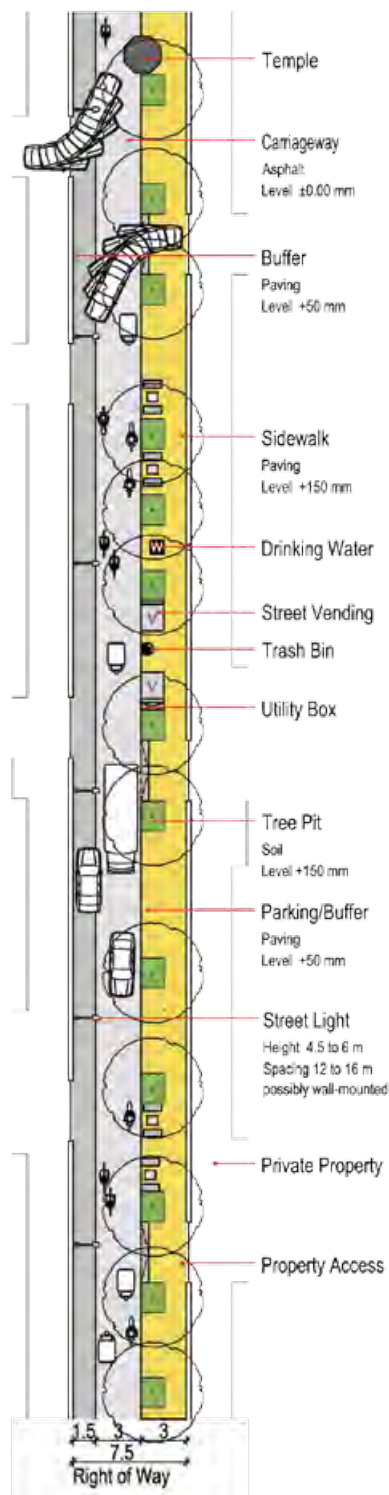 Temple
Carriageway
Asphalt
Level ±0.00 mm
Buffer
Paving
Level +50 mm
Sidewalk
Paving
Level +150 mm
W
Drinking Water
V
Street Vending
Trash Bin
V
Utility Box
Tree Pit
Soil
Level +150 mm
Parking/Buffer
Paving
Level +50 mm
Street Light
Height 4.5 to 6 m
Spacing 12 to 16 m
possibly wall-mounted
Private Property
Property Access
1.5 3 3
7.5
Right of Way